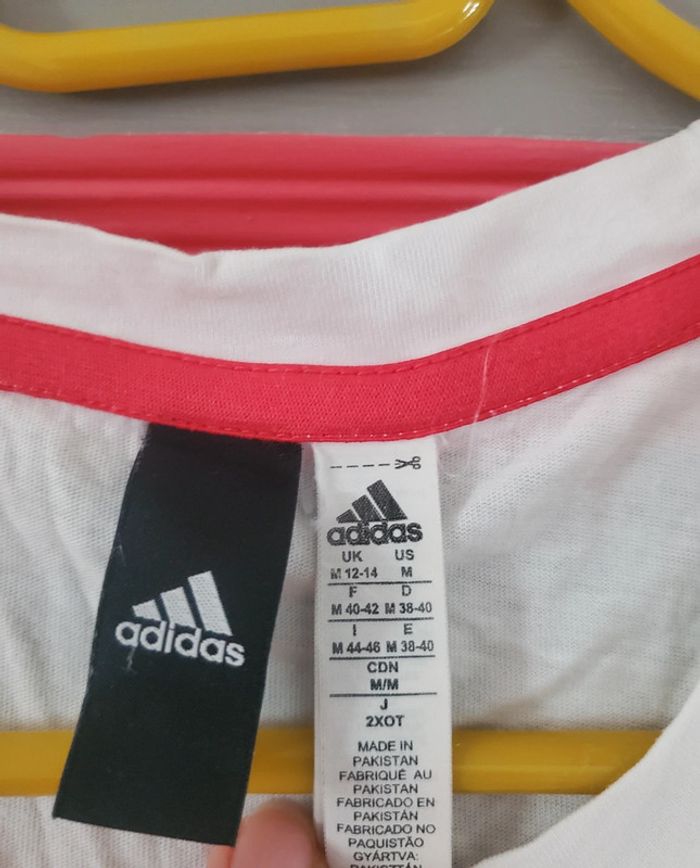 adidas
adidas
UK US
M 12-14 M
F D
M 40-42 M 38-40
I E
M 44-46 M 38-40
CDN
M/M
J
2XOT
MADE IN
PAKISTAN
FABRIQUÉ AU
PAKISTAN
FABRICADO EN
PAKISTÁN
FABRICADO NO
PAQUISTÃO
GYÁRTVA: